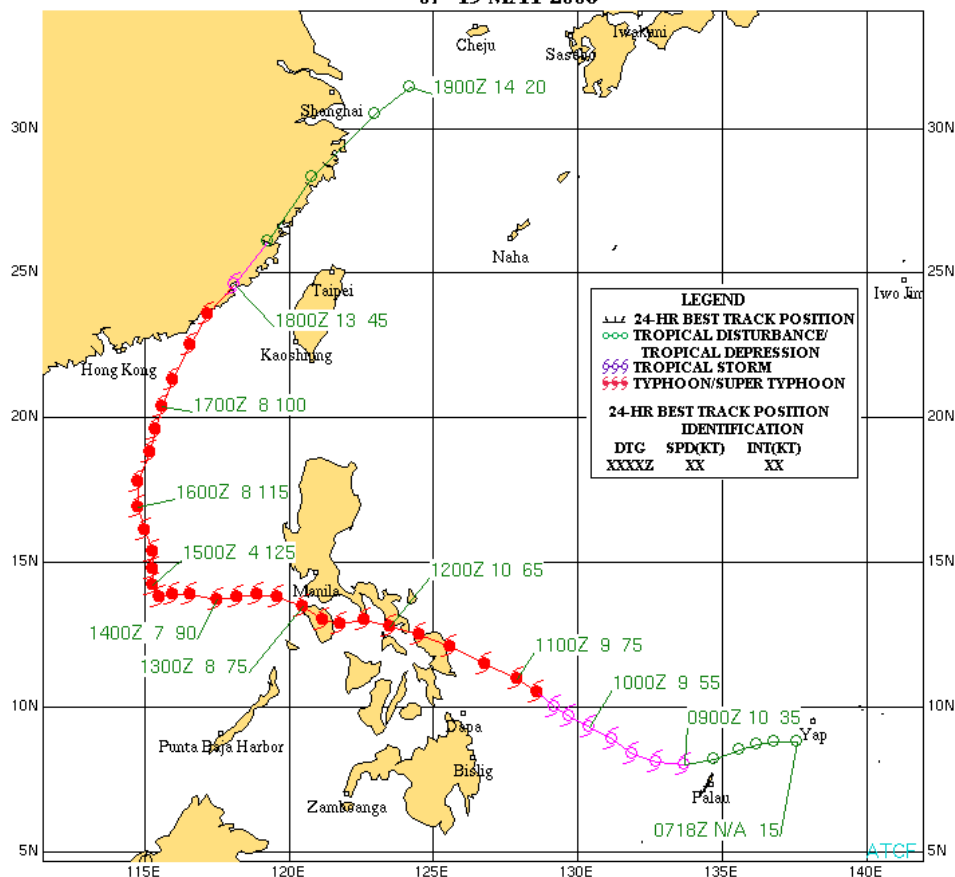 Cheju
Iwakuni
Sasebo
1900Z 14 20
Shanghai
30N
30N
Naha
25N
25N
Iwo Jim
Taipei
1800Z 13 45
Kaoshiung
Hong Kong
LEGEND
24-HR BEST TRACK POSITION
TROPICAL DISTURBANCE/
TROPICAL DEPRESSION
TROPICAL STORM
TYPHOON/SUPER TYPHOON
24-HR BEST TRACK POSITION
IDENTIFICATION
DTG SPD(KT) INT(KT)
XXXXZ XX XX
1700Z 8 100
20N
20N
1600Z 8 115
15N
15N
1500Z 4 125
1200Z 10 65
Manila
1400Z 7 90
1300Z 8 75
1100Z 9 75
1000Z 9 55
10N
10N
0900Z 10 35
Yap
Dapa
Punta Baja Harbor
Bislig
Zamboanga
Palau
0718Z N/A 15
5N
5N
ATCF
115E 120E 125E 130E 135E 140E